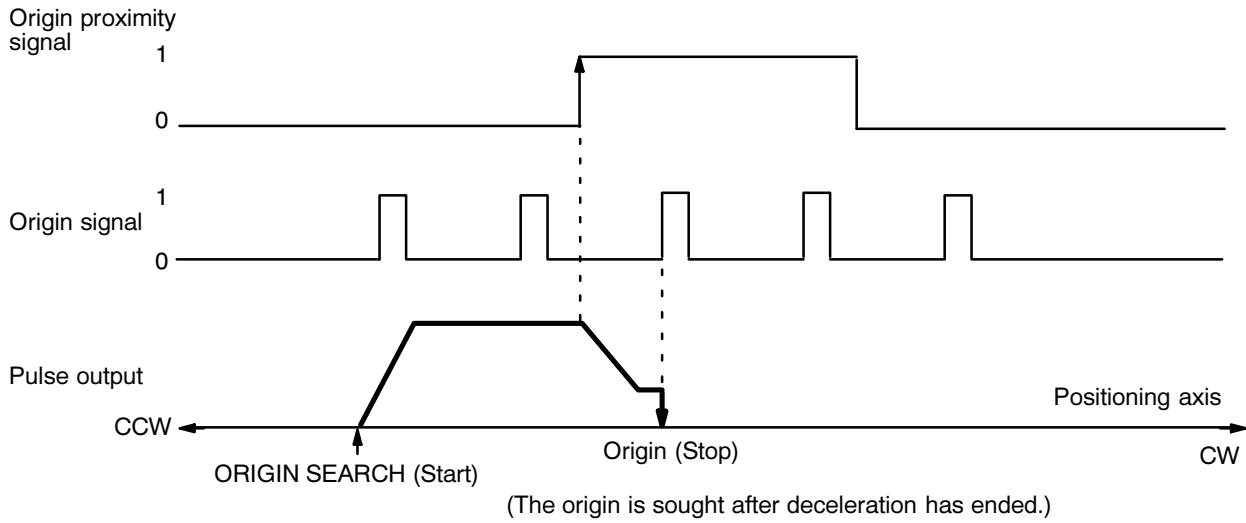 Origin proximity
signal
1
0
1
Origin signal
0
Pulse output
Positioning axis
CCW
Origin (Stop)
CW
ORIGIN SEARCH (Start)
(The origin is sought after deceleration has ended.)